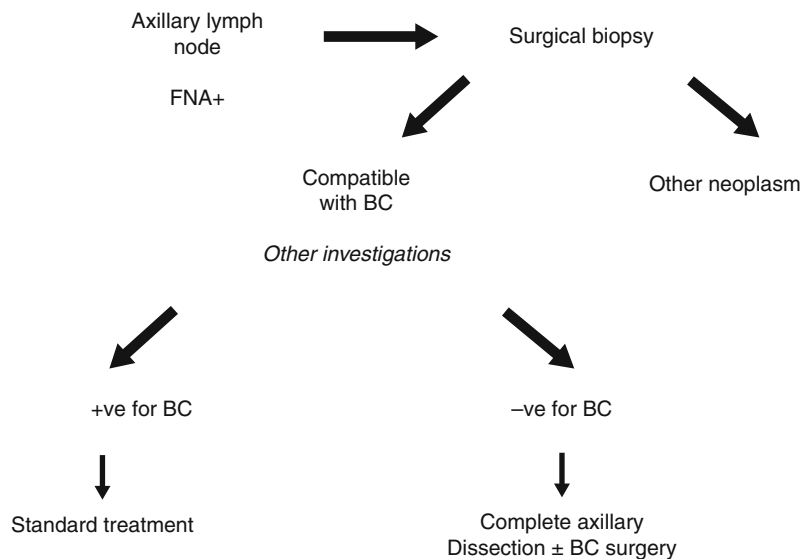 Axillary lymph
node
FNA+
Surgical biopsy
Compatible
with BC
Other investigations
Other neoplasm
+ve for BC
–ve for BC
Standard treatment
Complete axillary
Dissection ± BC surgery